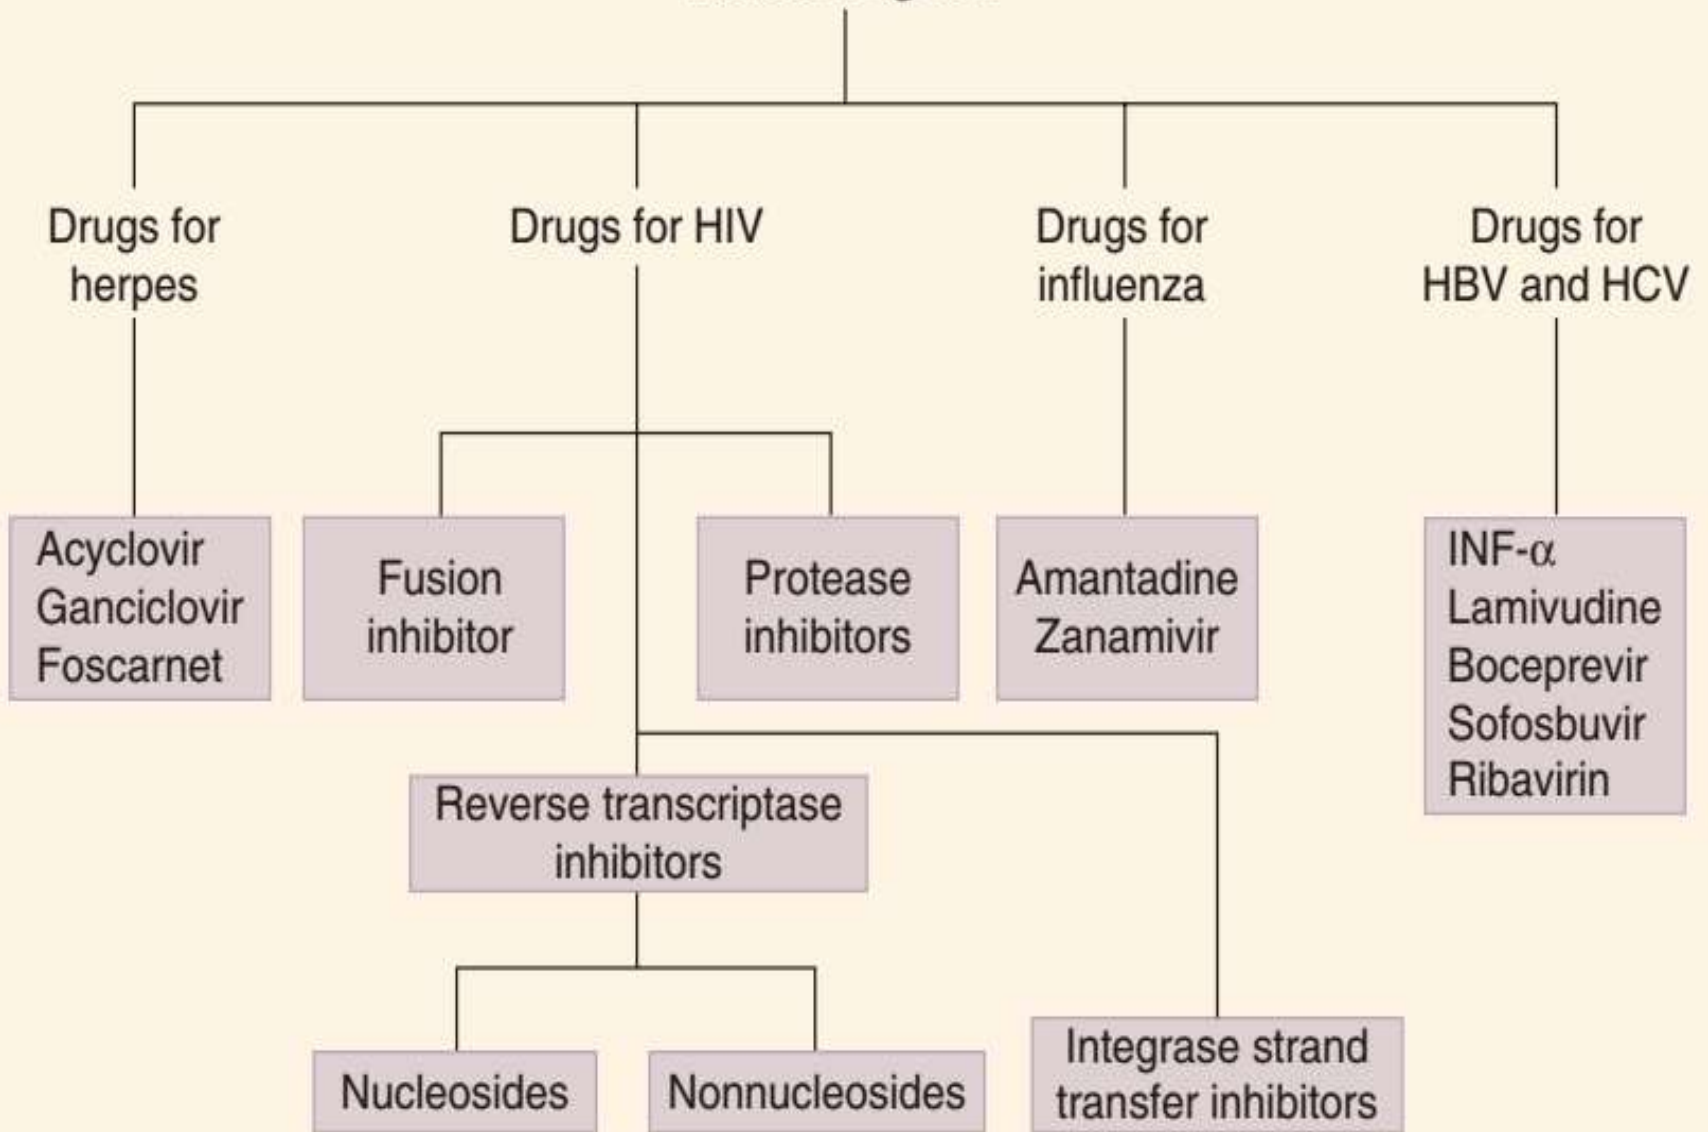 Drugs for
herpes
Drugs for HIV
Drugs for
influenza
Drugs for
HBV and HCV
Acyclovir
Ganciclovir
Foscarnet
Fusion
inhibitor
Protease
inhibitors
Amantadine
Zanamivir
INF-α
Lamivudine
Boceprevir
Sofosbuvir
Ribavirin
Reverse transcriptase
inhibitors
Nucleosides
Nonnucleosides
Integrase strand
transfer inhibitors